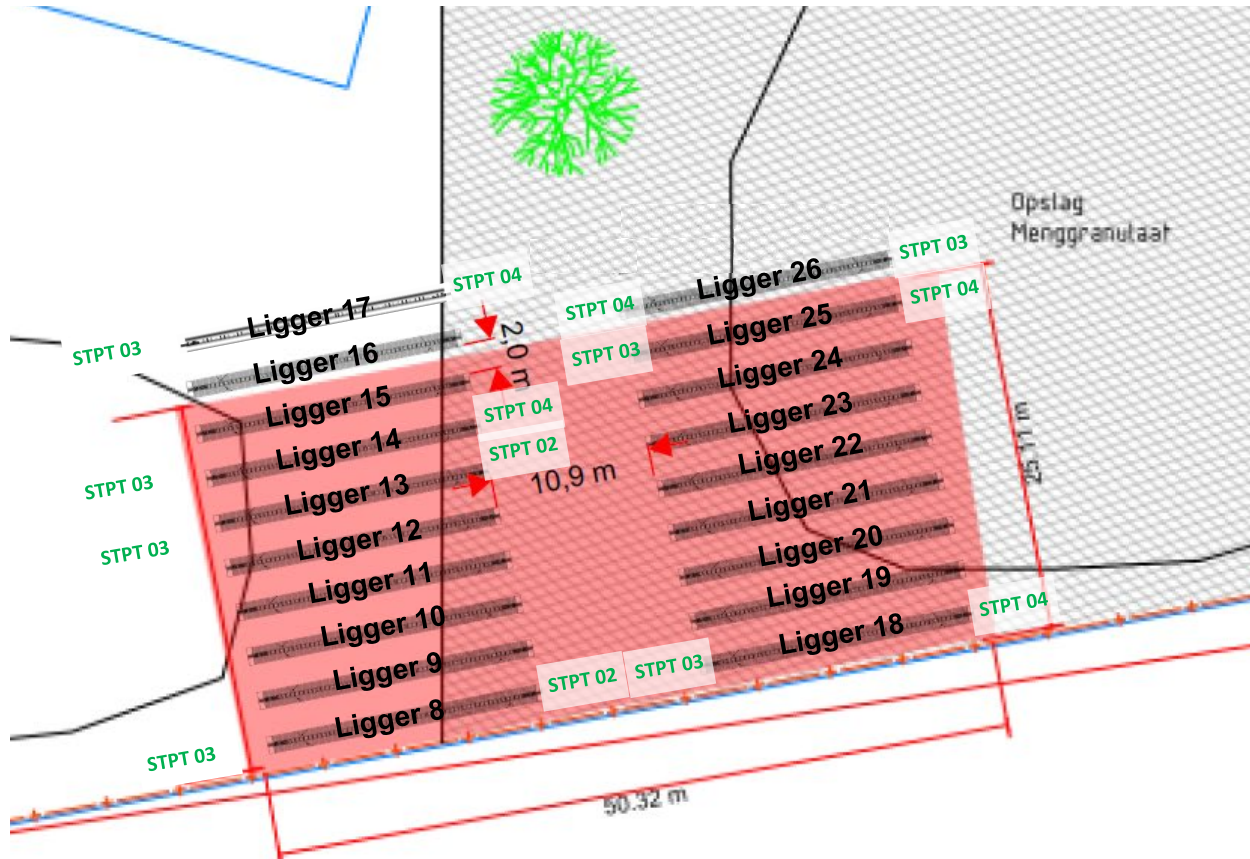 Opslag
Menggranulaat
STPT 03
Ligger 26
STPT 04
STPT 04
STPT 04
Ligger 17
Ligger 25
STPT 03
STPT 03
Ligger 16
2,0 m
Ligger 24
Ligger 15
STPT 04
Ligger 23
Ligger 14
STPT 02
Ligger 22
25.11 m
STPT 03
Ligger 13
10,9 m
Ligger 21
STPT 03
Ligger 12
Ligger 20
Ligger 11
Ligger 19
STPT 04
Ligger 10
Ligger 18
Ligger 9
STPT 02
STPT 03
Ligger 8
STPT 03
50.32 m